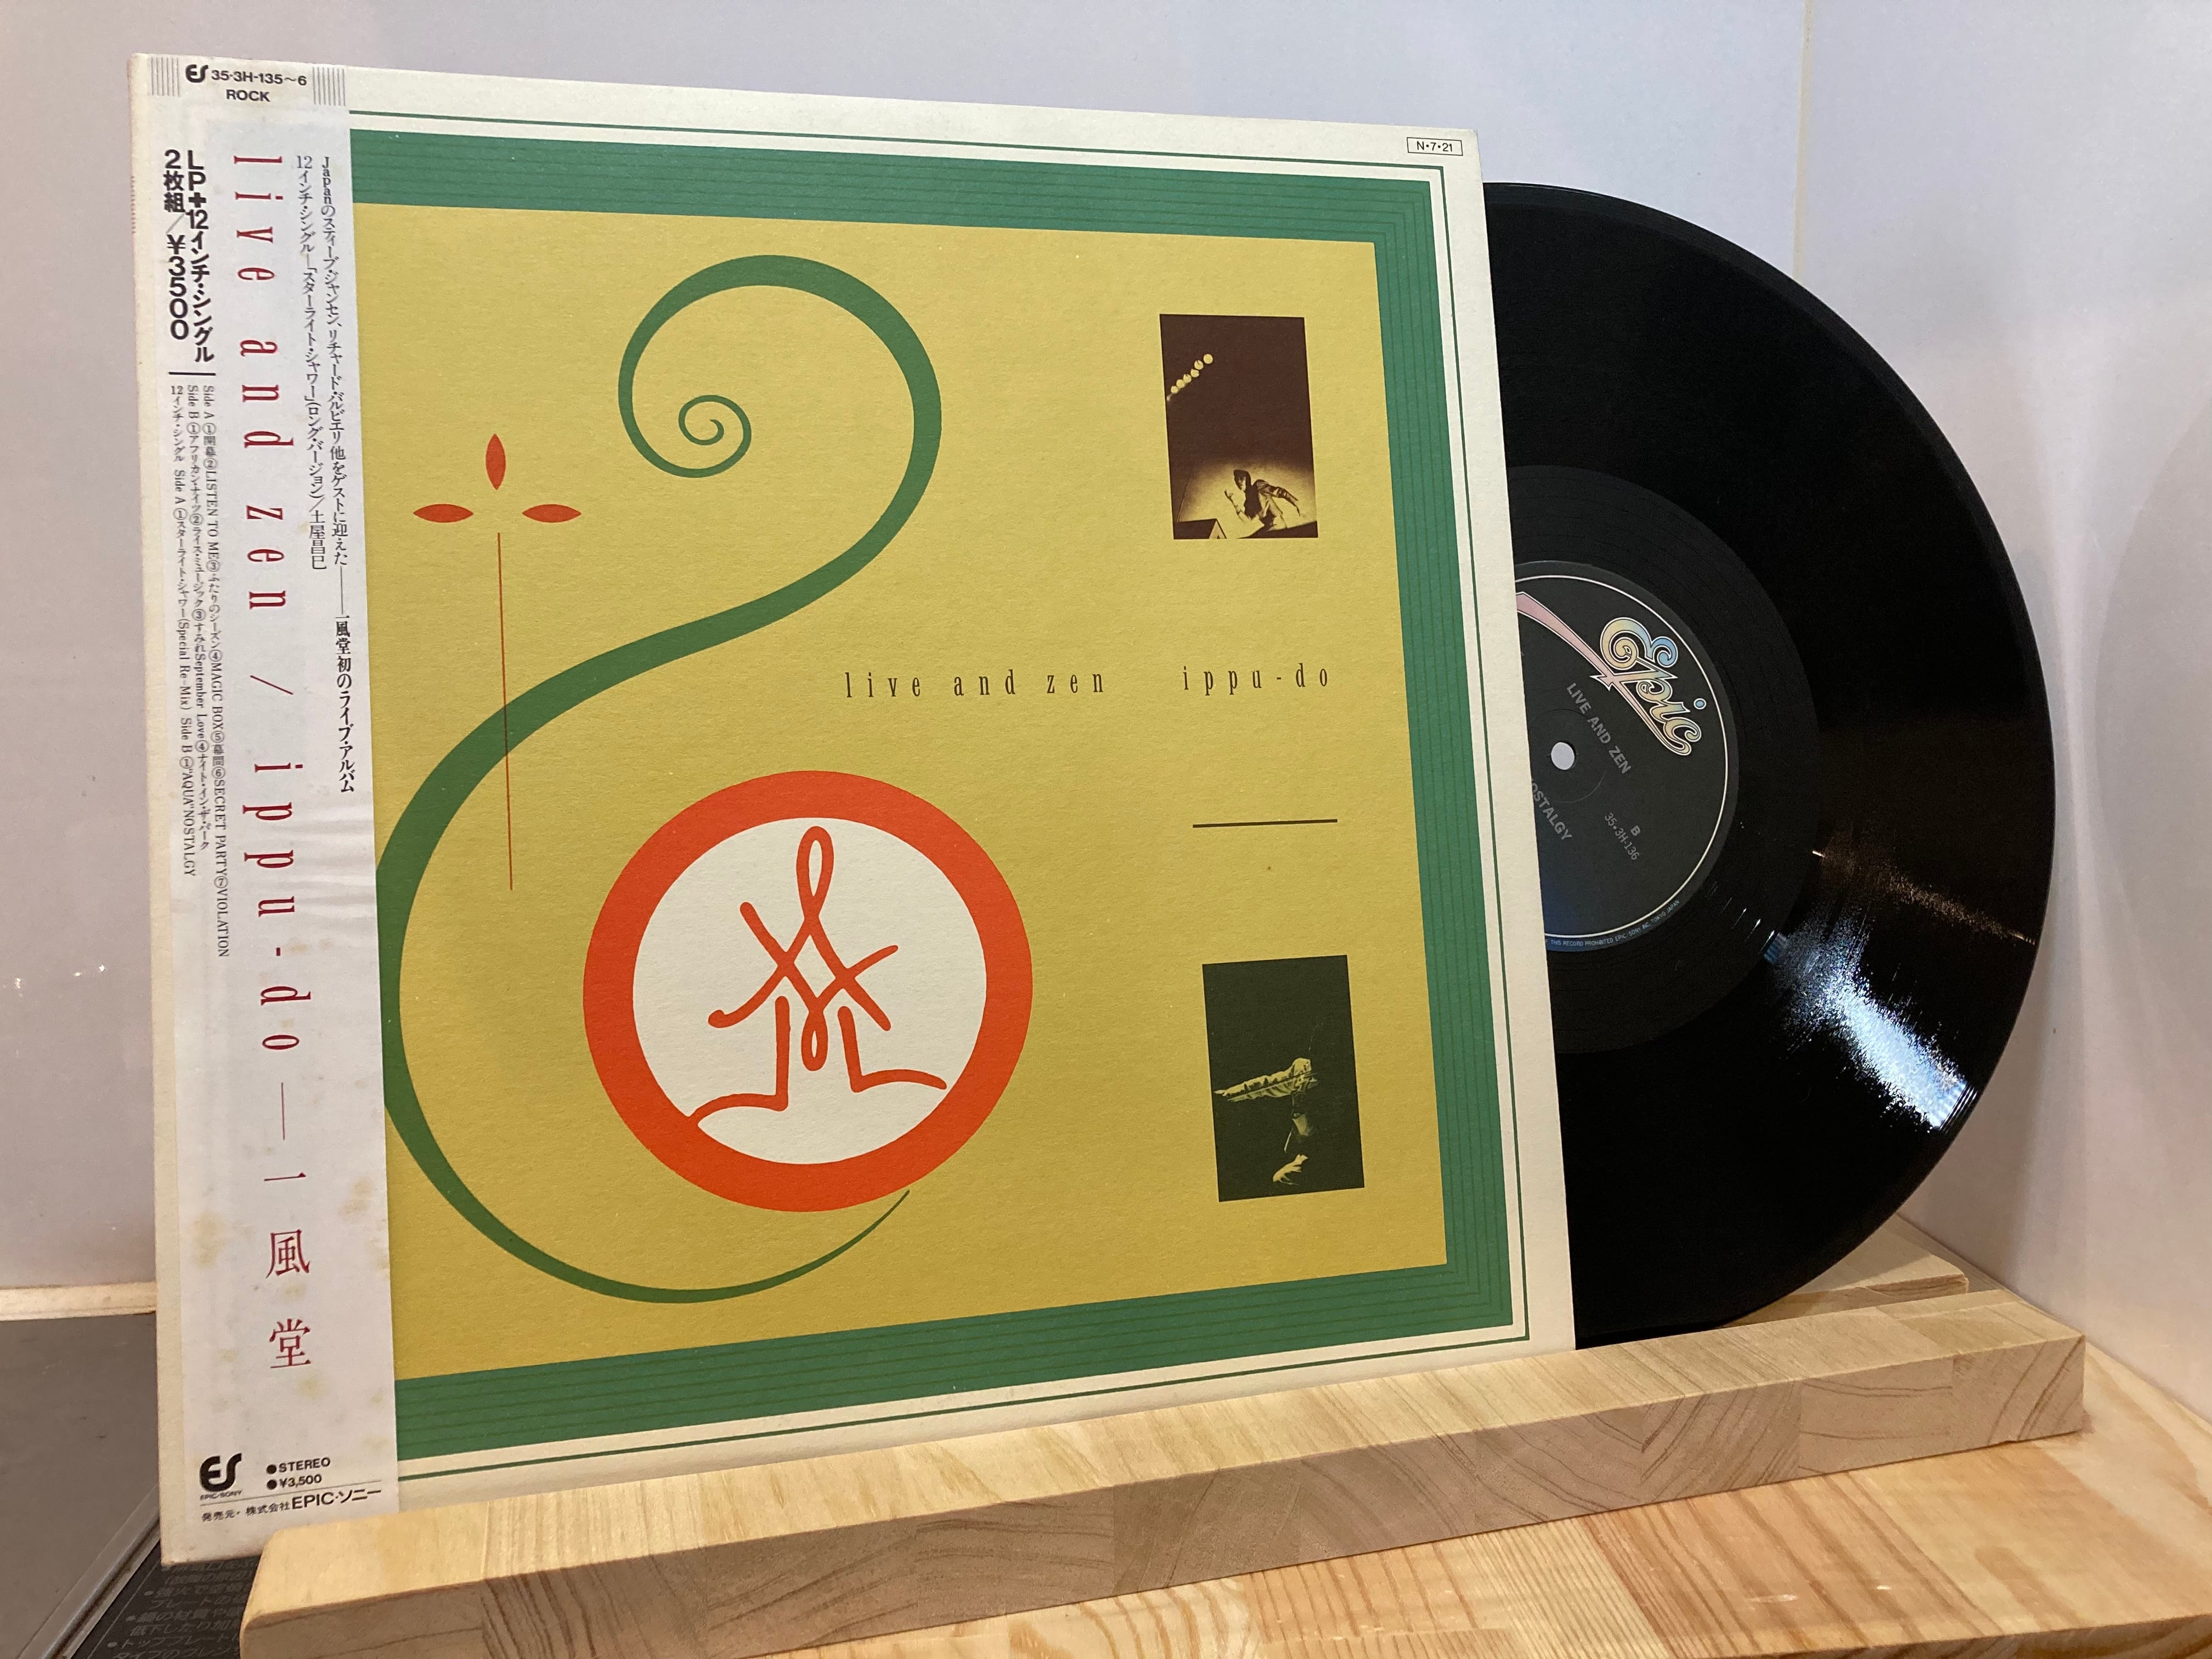 35・3H-135~6
ROCK
LP+12インチ・シングル
2枚組/¥3500
Side A ①開幕②LISTEN TO ME③ふたりのシーズン④MAGIC BOX⑤幕間⑥SECRET PARTY⑦VIOLATION
Side B ①アフリカン・ナイツ②ライス・ミュージック③すみれSeptember Love④ナイト・イン・ザ・パーク
12インチ・シングル Side A ①スターライト・シャワー(Special Re-Mix) Side B ①"AQUA"NOSTALGY
Japanのスティーブ・ジャンセン、リチャード・バルビエリ他をゲストに迎えた——一風堂初のライブ・アルバム
12インチ・シングル—「スターライト・シャワー」(ロング・バージョン)/土屋昌巳
live and zen / ippu-do — 一風堂
EPIC/SONY
●STEREO
●¥3,500
発売元・株式会社EPIC・ソニー
N・7・21
live and zen ippu-do
Epic
LIVE AND ZEN
OSTALGY
B
35・3H-136
THIS RECORD PROHIBITED EPIC/SONY INC. TOKYO JAPAN